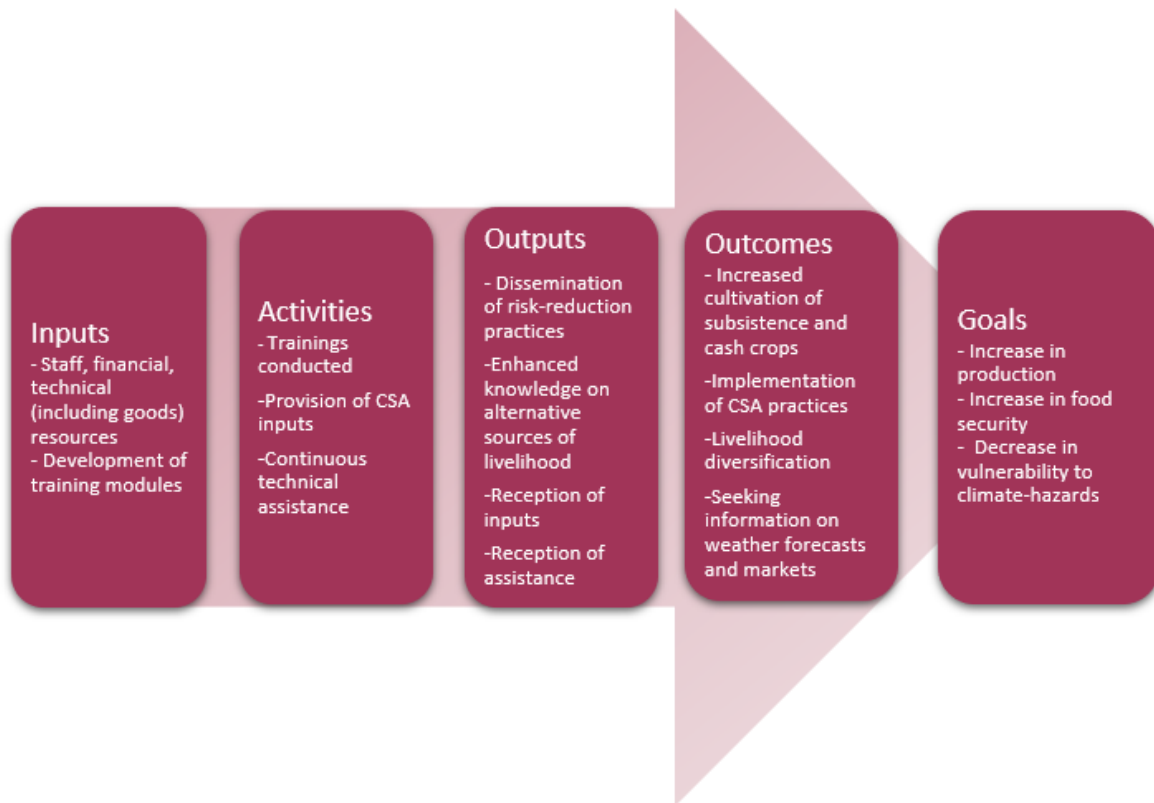 Inputs
- Staff, financial,
technical
(including goods)
resources
- Development of
training modules
Activities
- Trainings
conducted
-Provision of CSA
inputs
-Continuous
technical
assistance
Outputs
- Dissemination
of risk-reduction
practices
-Enhanced
knowledge on
alternative
sources of
livelihood
-Reception of
inputs
-Reception of
assistance
Outcomes
- Increased
cultivation of
subsistence and
cash crops
-Implementation
of CSA practices
-Livelihood
diversification
-Seeking
information on
weather forecasts
and markets
Goals
- Increase in
production
- Increase in food
security
- Decrease in
vulnerability to
climate-hazards